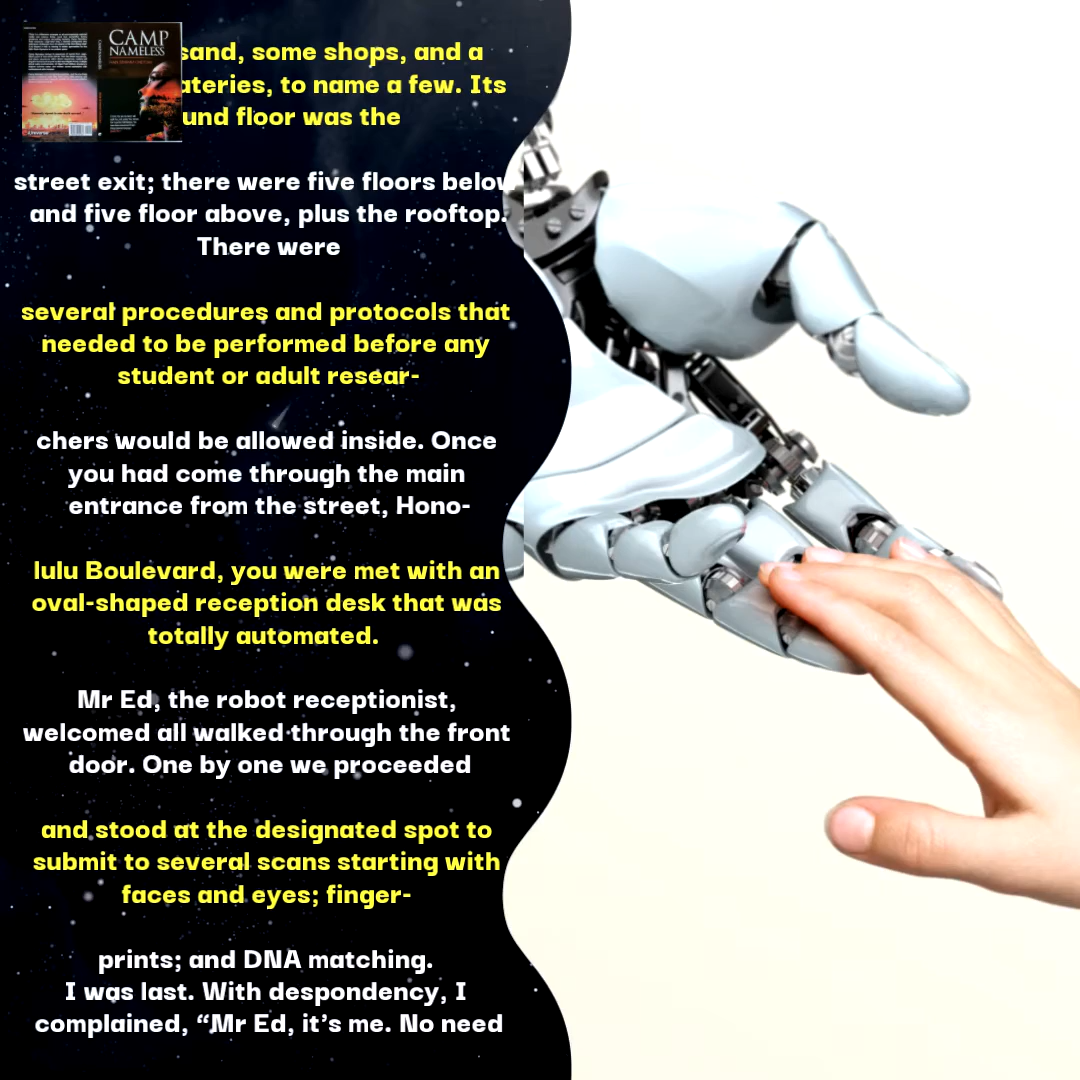 CAMP
NAMELESS
sand, some shops, and a
ateries, to name a few. Its
und floor was the
street exit; there were five floors below
and five floor above, plus the rooftop.
There were
several procedures and protocols that
needed to be performed before any
student or adult resear-
chers would be allowed inside. Once
you had come through the main
entrance from the street, Hono-
lulu Boulevard, you were met with an
oval-shaped reception desk that was
totally automated.
Mr Ed, the robot receptionist,
welcomed all walked through the front
door. One by one we proceeded
and stood at the designated spot to
submit to several scans starting with
faces and eyes; finger-
prints; and DNA matching.
I was last. With despondency, I
complained, “Mr Ed, it’s me. No need